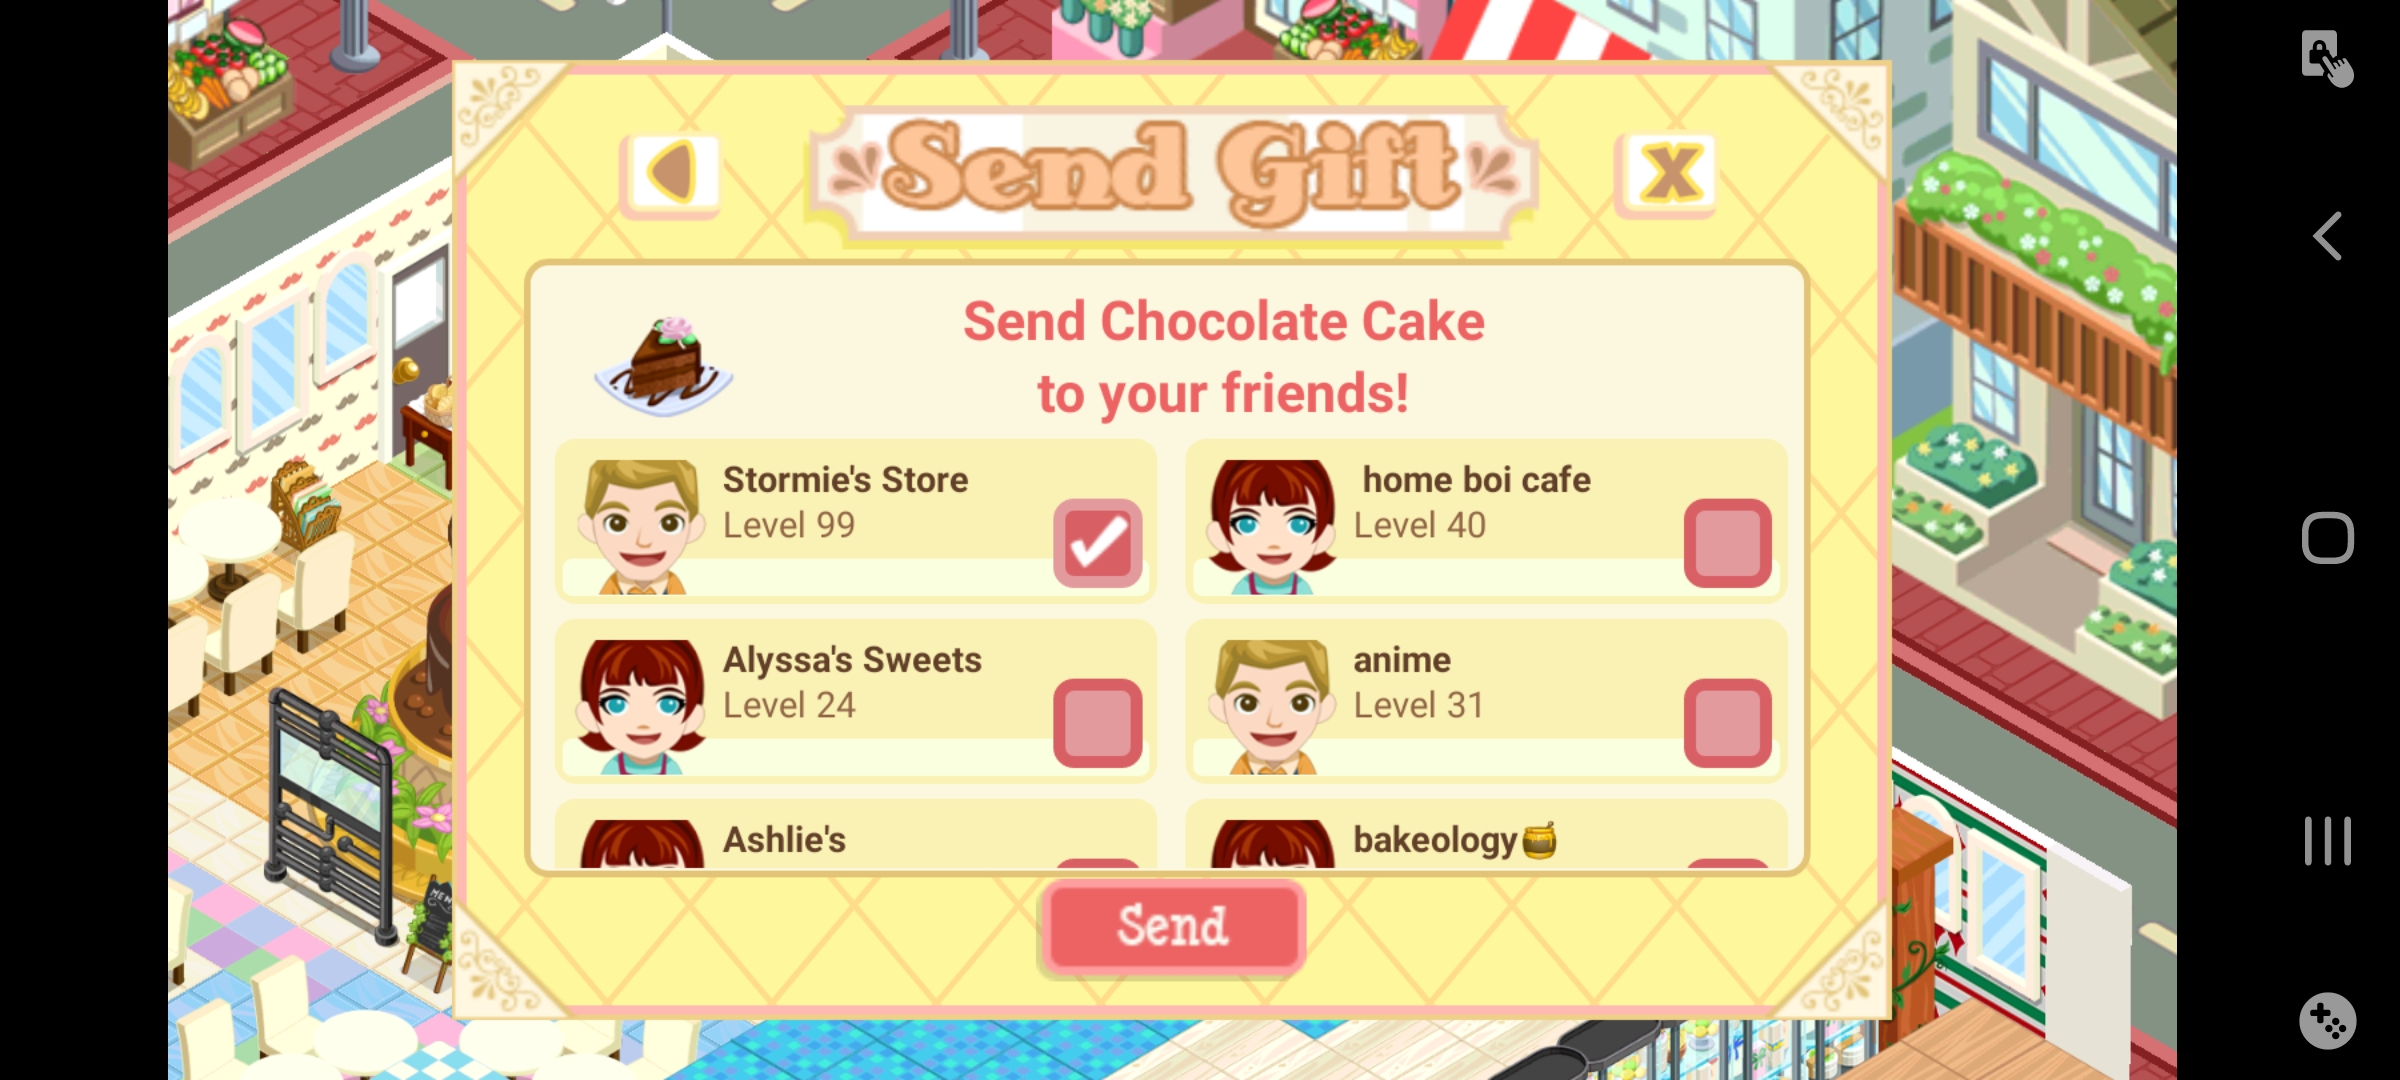 Send Gift
X
Send Chocolate Cake
to your friends!
Stormie's Store
Level 99
home boi cafe
Level 40
Alyssa's Sweets
Level 24
anime
Level 31
Ashlie's
bakeology🍯
Send
MENU